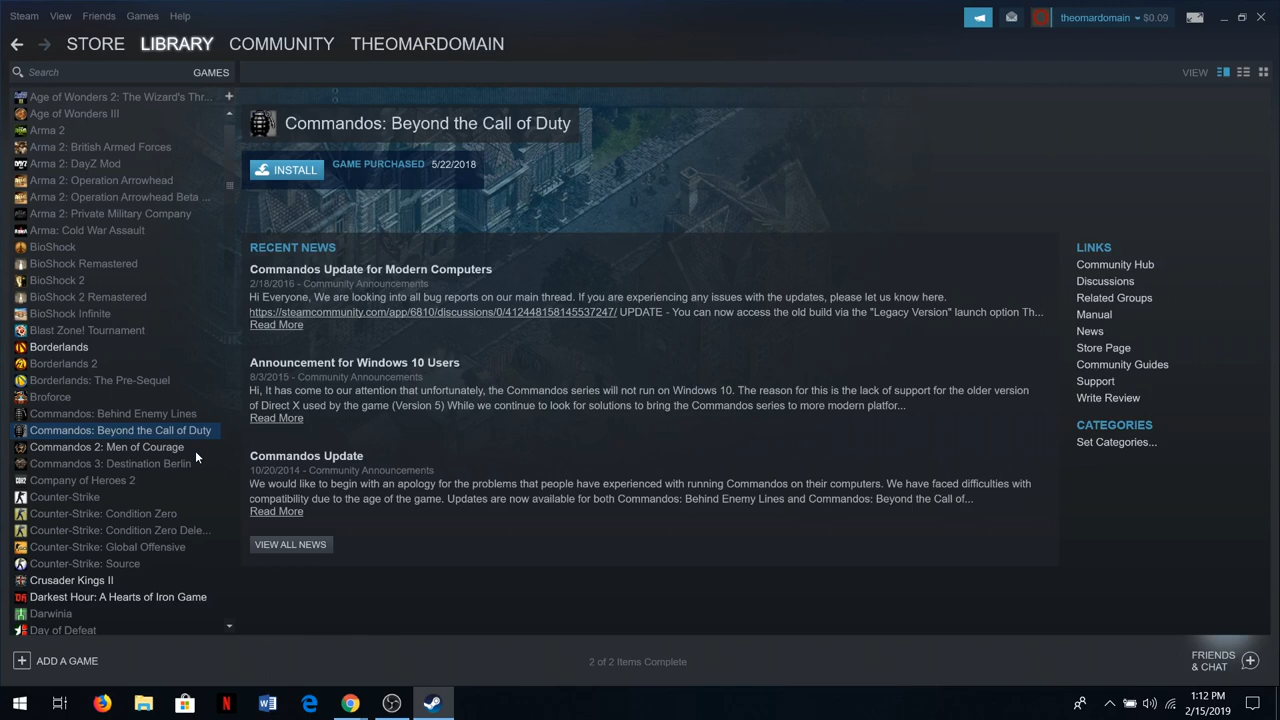 Steam View Friends Games Help
theomardomain $0.09
STORE LIBRARY COMMUNITY THEOMARDOMAIN
Search GAMES
VIEW
Age of Wonders 2: The Wizard's Thr...
Age of Wonders III
Arma 2
Arma 2: British Armed Forces
Arma 2: DayZ Mod
Arma 2: Operation Arrowhead
Arma 2: Operation Arrowhead Beta ...
Arma 2: Private Military Company
Arma: Cold War Assault
BioShock
BioShock Remastered
BioShock 2
BioShock 2 Remastered
BioShock Infinite
Blast Zone! Tournament
Borderlands
Borderlands 2
Borderlands: The Pre-Sequel
Broforce
Commandos: Behind Enemy Lines
Commandos: Beyond the Call of Duty
Commandos 2: Men of Courage
Commandos 3: Destination Berlin
Company of Heroes 2
Counter-Strike
Counter-Strike: Condition Zero
Counter-Strike: Condition Zero Dele...
Counter-Strike: Global Offensive
Counter-Strike: Source
Crusader Kings II
Darkest Hour: A Hearts of Iron Game
Darwinia
Day of Defeat
Commandos: Beyond the Call of Duty
INSTALL
GAME PURCHASED 5/22/2018
RECENT NEWS
Commandos Update for Modern Computers
2/18/2016 - Community Announcements
Hi Everyone, We are looking into all bug reports on our main thread. If you are experiencing any issues with the updates, please let us know here.
https://steamcommunity.com/app/6810/discussions/0/412448158145537247/ UPDATE - You can now access the old build via the "Legacy Version" launch option Th...
Read More
Announcement for Windows 10 Users
8/3/2015 - Community Announcements
Hi, It has come to our attention that unfortunately, the Commandos series will not run on Windows 10. The reason for this is the lack of support for the older version
of Direct X used by the game (Version 5) While we continue to look for solutions to bring the Commandos series to more modern platfor...
Read More
Commandos Update
10/20/2014 - Community Announcements
We would like to begin with an apology for the problems that people have experienced with running Commandos on their computers. We have faced difficulties with
compatibility due to the age of the game. Updates are now available for both Commandos: Behind Enemy Lines and Commandos: Beyond the Call of...
Read More
VIEW ALL NEWS
LINKS
Community Hub
Discussions
Related Groups
Manual
News
Store Page
Community Guides
Support
Write Review
CATEGORIES
Set Categories...
ADD A GAME
2 of 2 Items Complete
FRIENDS
& CHAT
1:12 PM
2/15/2019